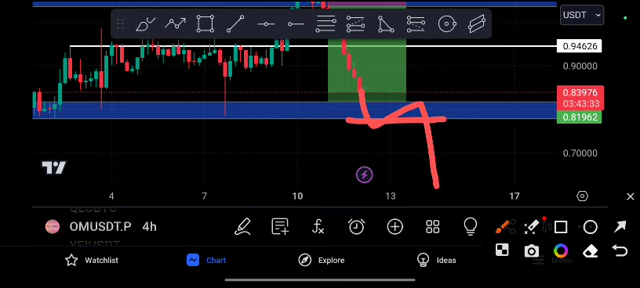 USDT
0.94626
0.90000
0.83976
03:43:33
0.81962
0.70000
4 7 10 13 17
OMUSDT.P 4h
Watchlist Chart Explore Ideas